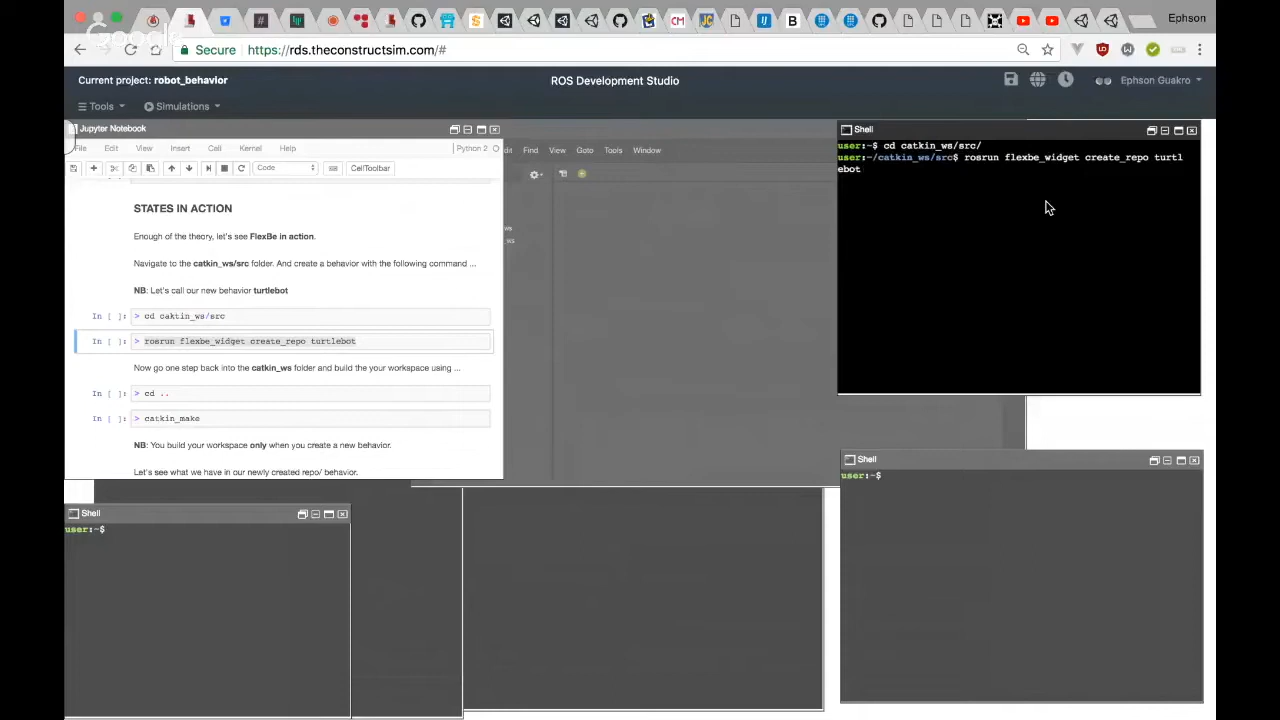 Ephson
Google
Secure https://rds.theconstructsim.com/#
Current project: robot_behavior
ROS Development Studio
Ephson Guakro
Tools Simulations
Jupyter Notebook
File Edit View Insert Cell Kernel Help Python 2
Code CellToolbar
STATES IN ACTION
Enough of the theory, let's see FlexBe in action.
Navigate to the catkin_ws/src folder. And create a behavior with the following command ...
NB: Let's call our new behavior turtlebot
In [ ]: > cd caktin_ws/src
In [ ]: > rosrun flexbe_widget create_repo turtlebot
Now go one step back into the catkin_ws folder and build the your workspace using ...
In [ ]: > cd ..
In [ ]: > catkin_make
NB: You build your workspace only when you create a new behavior.
Let's see what we have in our newly created repo/ behavior.
dit Find View Goto Tools Window
ws
_ws
Shell
user:~$ cd catkin_ws/src/
user:~/catkin_ws/src$ rosrun flexbe_widget create_repo turtl
ebot
Shell
user:~$
Shell
user:~$